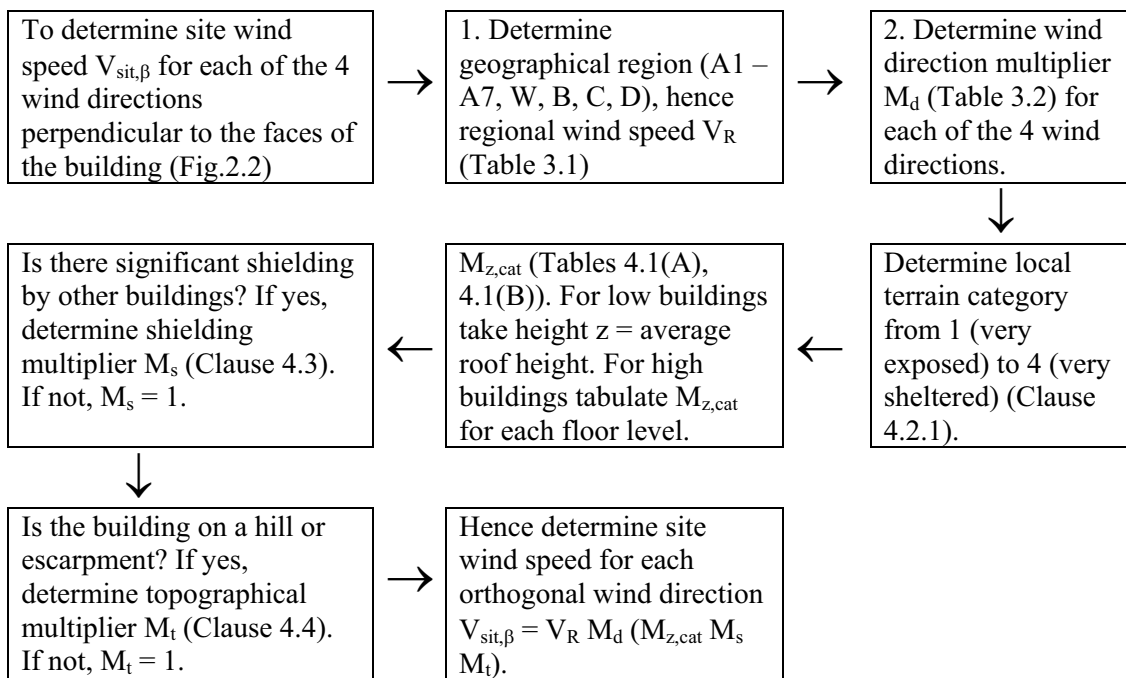 To determine site wind
speed V_sit,β for each of the 4
wind directions
perpendicular to the faces of
the building (Fig.2.2)
→
1. Determine
geographical region (A1 –
A7, W, B, C, D), hence
regional wind speed V_R
(Table 3.1)
→
2. Determine wind
direction multiplier
M_d (Table 3.2) for
each of the 4 wind
directions.
↓
Determine local
terrain category
from 1 (very
exposed) to 4 (very
sheltered) (Clause
4.2.1).
←
M_z,cat (Tables 4.1(A),
4.1(B)). For low buildings
take height z = average
roof height. For high
buildings tabulate M_z,cat
for each floor level.
←
Is there significant shielding
by other buildings? If yes,
determine shielding
multiplier M_s (Clause 4.3).
If not, M_s = 1.
↓
Is the building on a hill or
escarpment? If yes,
determine topographical
multiplier M_t (Clause 4.4).
If not, M_t = 1.
→
Hence determine site
wind speed for each
orthogonal wind direction
V_sit,β = V_R M_d (M_z,cat M_s
M_t).